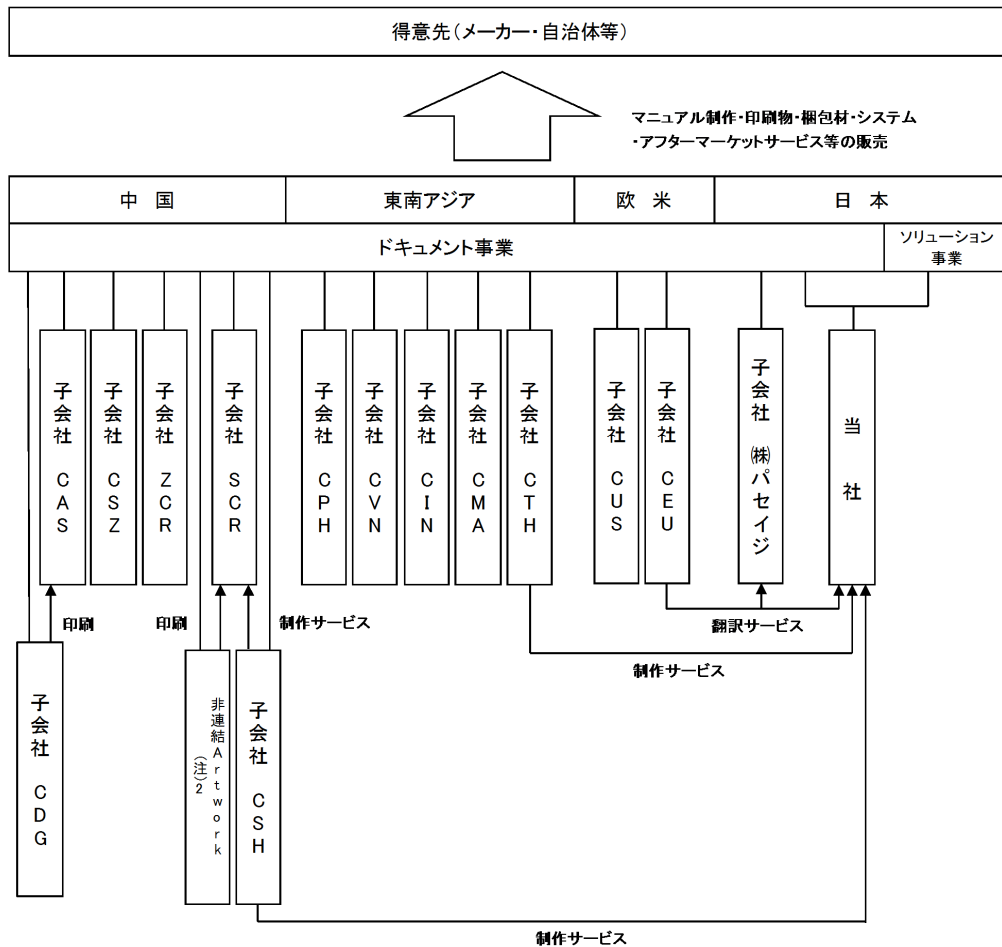 得意先(メーカー・自治体等)
マニュアル制作・印刷物・梱包材・システム
・アフターマーケットサービス等の販売
中 国
東南アジア
欧 米
日 本
ドキュメント事業
ソリューション
事業
子会社 CAS
子会社 CSZ
子会社 ZCR
子会社 SCR
子会社 CPH
子会社 CVN
子会社 CIN
子会社 CMA
子会社 CTH
子会社 CUS
子会社 CEU
子会社 ㈱パセイジ
当 社
印刷
印刷
制作サービス
翻訳サービス
制作サービス
子会社 CDG
非連結Artwork
(注)2
子会社 CSH
制作サービス